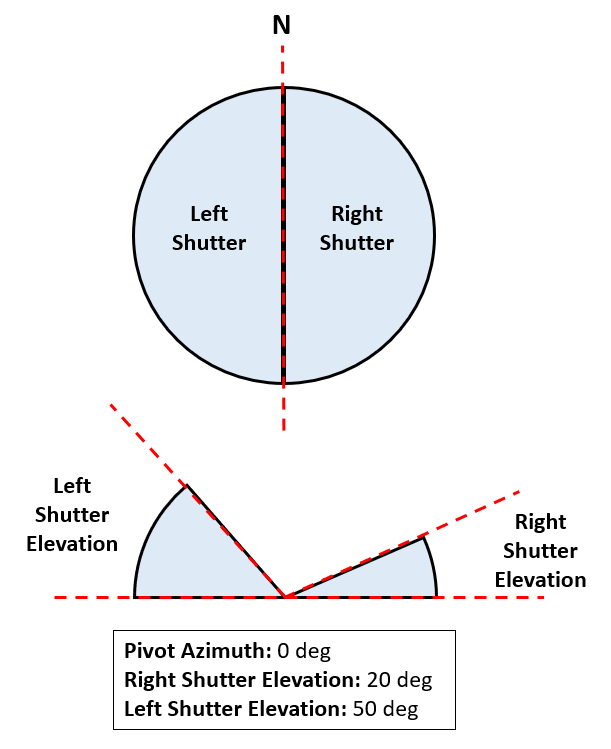 N
Left
Shutter
Right
Shutter
Left
Shutter
Elevation
Right
Shutter
Elevation
Pivot Azimuth: 0 deg
Right Shutter Elevation: 20 deg
Left Shutter Elevation: 50 deg